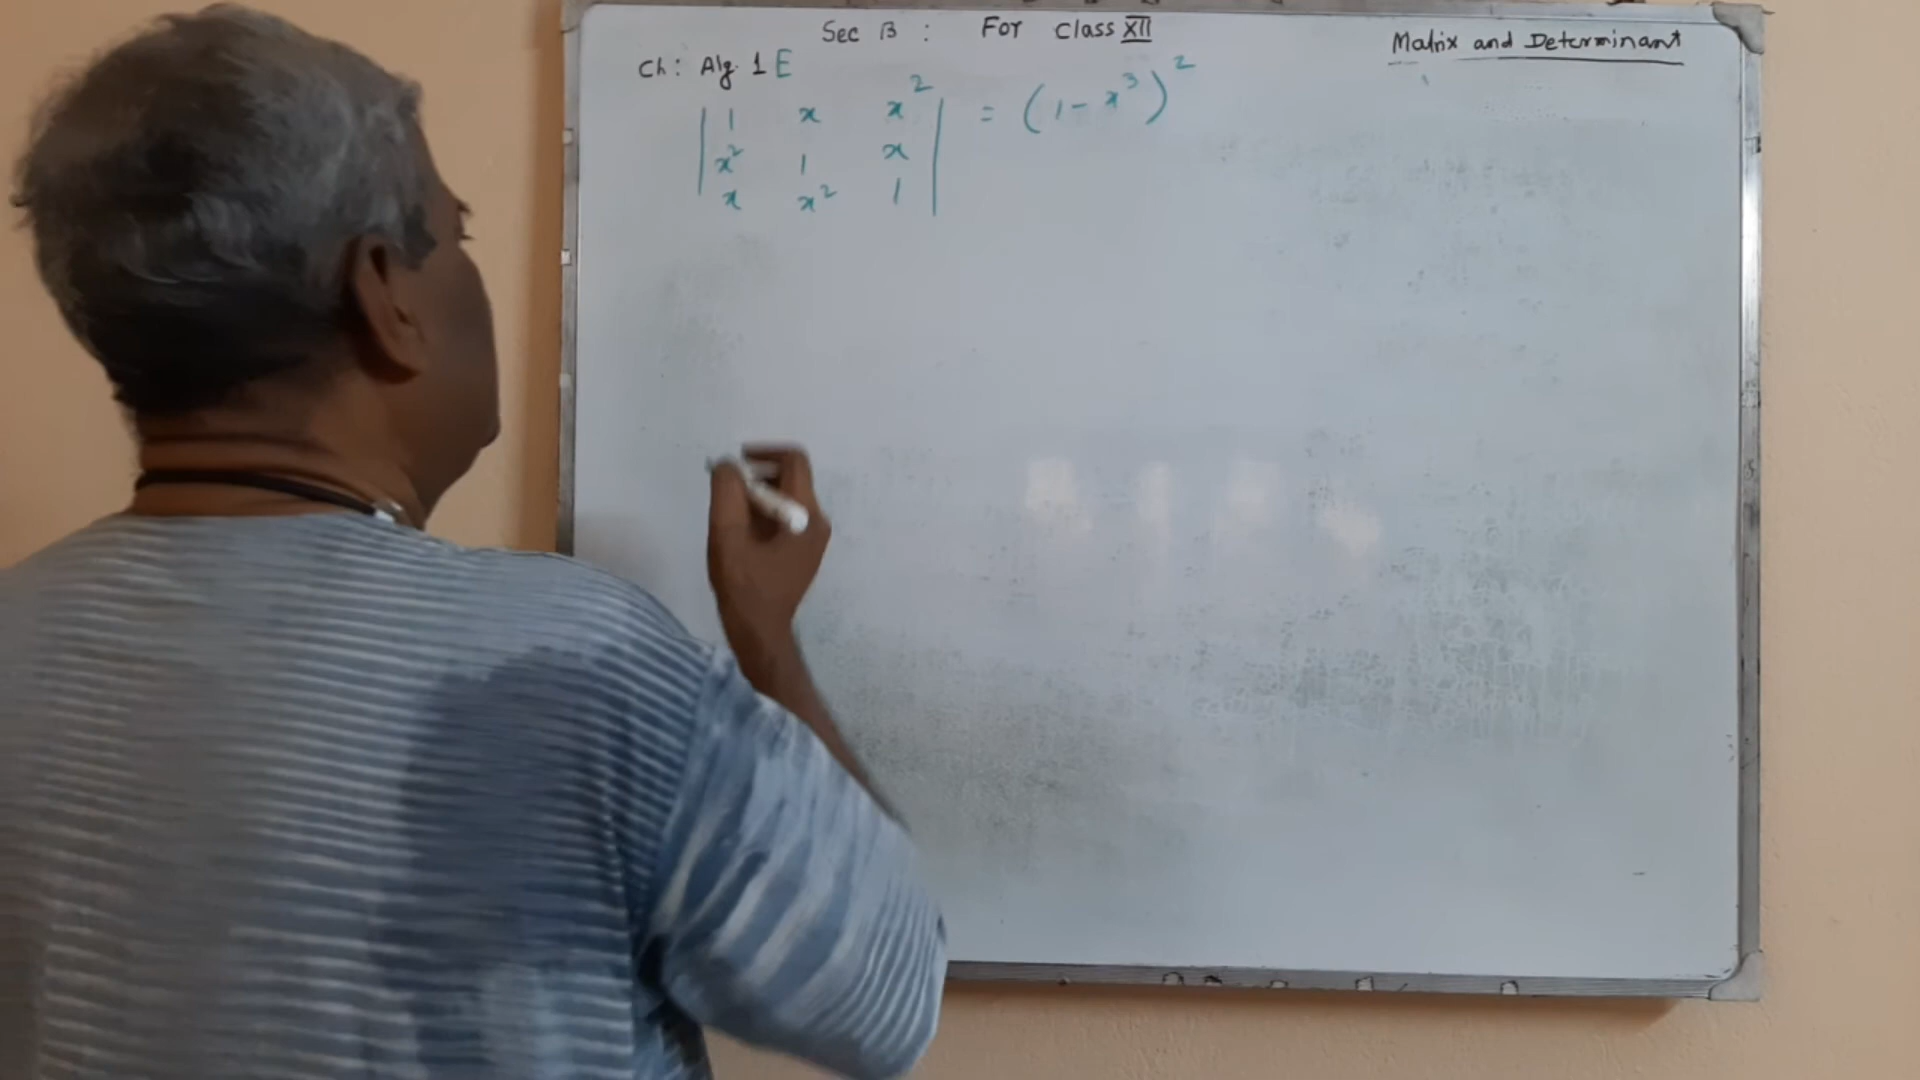 Sec B : For Class XII
Matrix and Determinant
Ch: Alg. 1 E
| 1 x x² | = (1 - x³)²
| x² 1 x |
| x x² 1 |